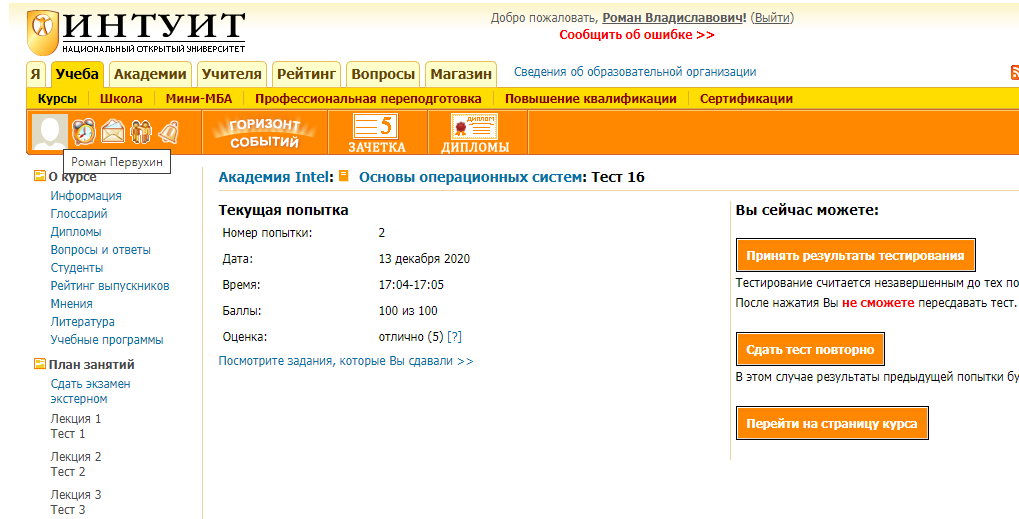 ИНТУИТ
НАЦИОНАЛЬНЫЙ ОТКРЫТЫЙ УНИВЕРСИТЕТ
Добро пожаловать, Роман Владиславович! (Выйти)
Сообщить об ошибке >>
Я Учеба Академии Учителя Рейтинг Вопросы Магазин Сведения об образовательной организации
Курсы Школа Мини-МБА Профессиональная переподготовка Повышение квалификации Сертификации
ГОРИЗОНТ СОБЫТИЙ
5 ЗАЧЕТКА
ДИПЛОМ ДИПЛОМЫ
Роман Первухин
О курсе
Информация
Глоссарий
Дипломы
Вопросы и ответы
Студенты
Рейтинг выпускников
Мнения
Литература
Учебные программы
План занятий
Сдать экзамен
экстерном
Лекция 1
Тест 1
Лекция 2
Тест 2
Лекция 3
Тест 3
Академия Intel: Основы операционных систем: Тест 16
Текущая попытка
Номер попытки: 2
Дата: 13 декабря 2020
Время: 17:04-17:05
Баллы: 100 из 100
Оценка: отлично (5) [?]
Посмотрите задания, которые Вы сдавали >>
Вы сейчас можете:
Принять результаты тестирования
Тестирование считается незавершенным до тех по
После нажатия Вы не сможете пересдавать тест.
Сдать тест повторно
В этом случае результаты предыдущей попытки бу
Перейти на страницу курса